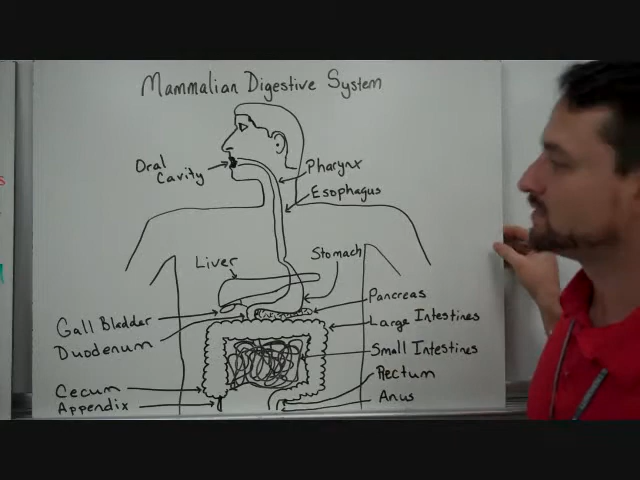 Mammalian Digestive System
Oral
Cavity
Pharynx
Esophagus
Liver
Stomach
Pancreas
Gall Bladder
Large Intestines
Duodenum
Small Intestines
Rectum
Cecum
Anus
Appendix